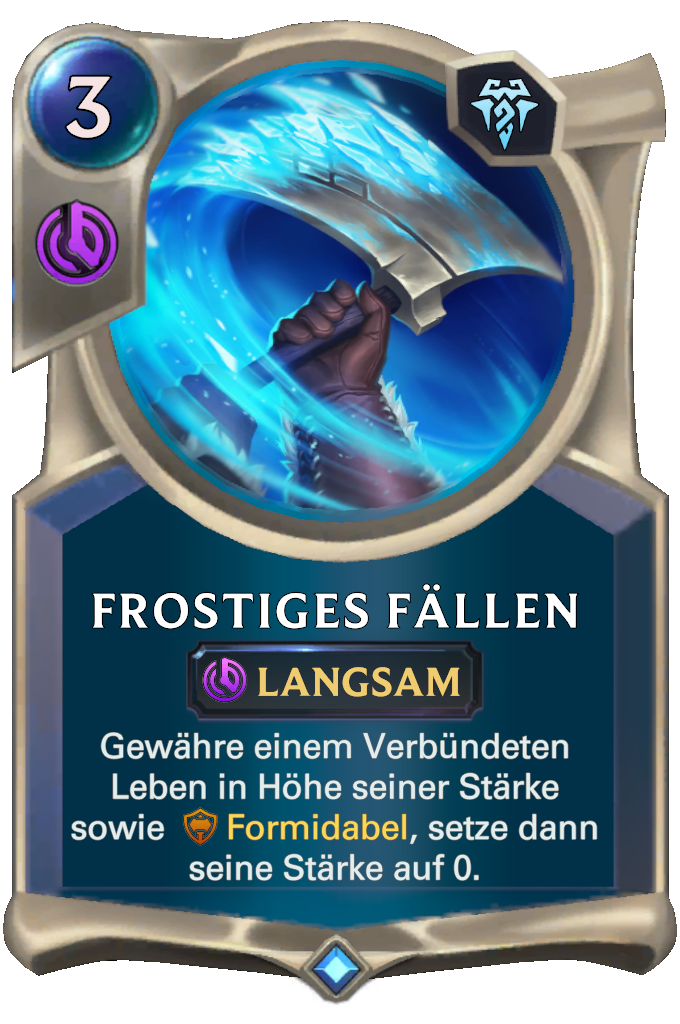 3
FROSTIGES FÄLLEN
LANGSAM
Gewähre einem Verbündeten
Leben in Höhe seiner Stärke
sowie Formidabel, setze dann
seine Stärke auf 0.